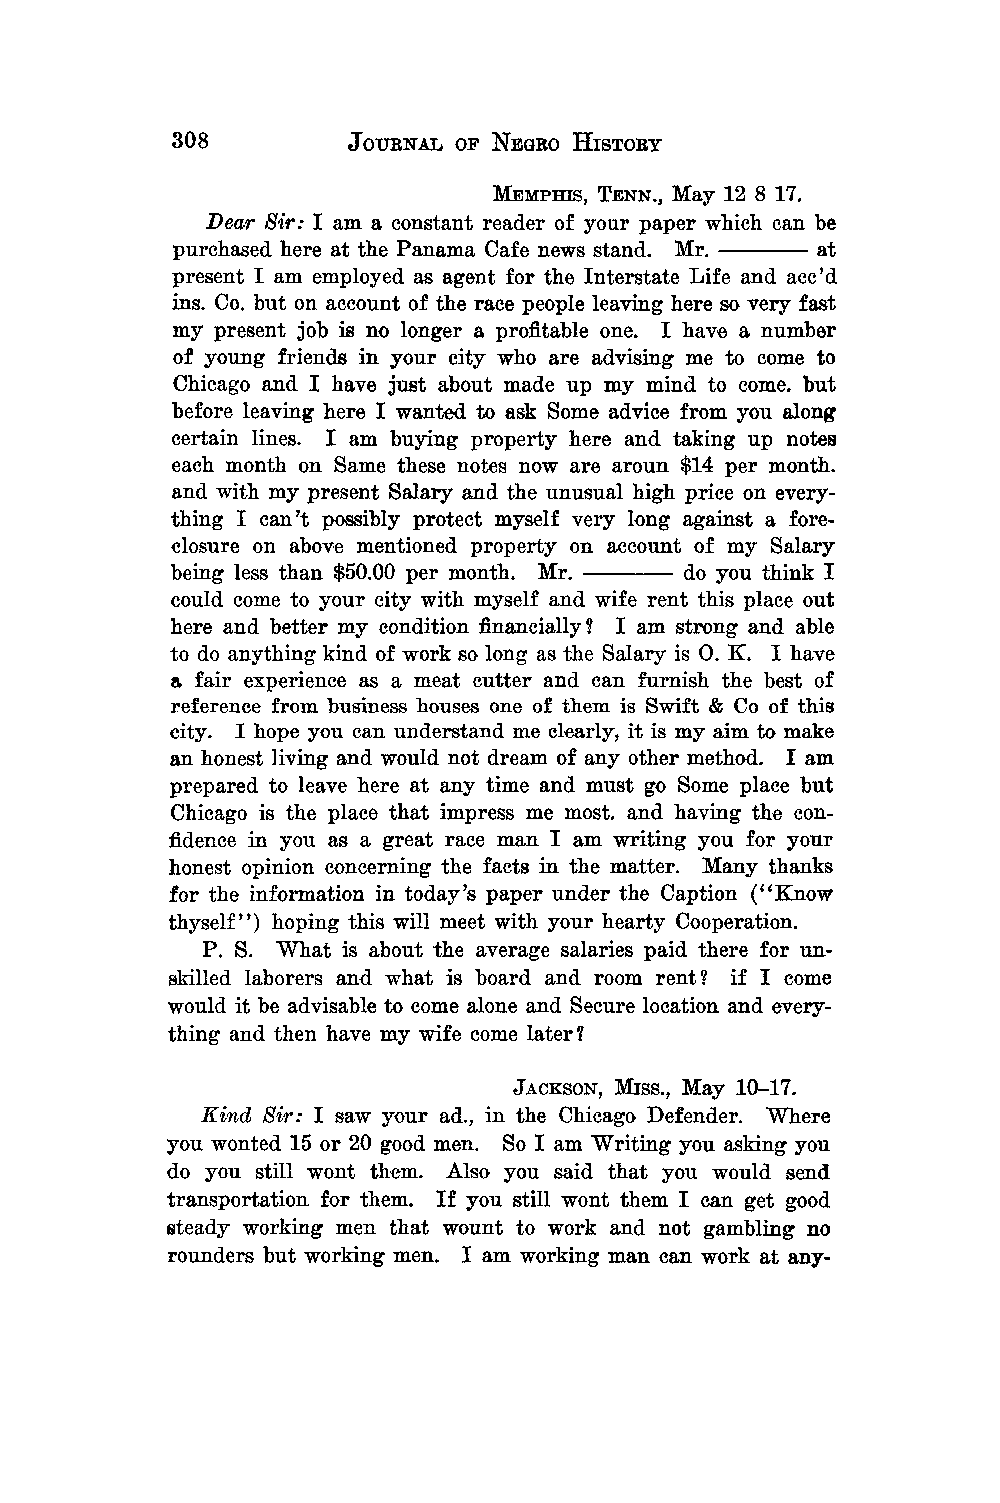 308 JOURNAL OF NEGRO HISTORY
MEMPHIS, TENN., May 12 8 17.
Dear Sir: I am a constant reader of your paper which can be
purchased here at the Panama Cafe news stand. Mr. ——— at
present I am employed as agent for the Interstate Life and acc'd
ins. Co. but on account of the race people leaving here so very fast
my present job is no longer a profitable one. I have a number
of young friends in your city who are advising me to come to
Chicago and I have just about made up my mind to come. but
before leaving here I wanted to ask Some advice from you along
certain lines. I am buying property here and taking up notes
each month on Same these notes now are aroun $14 per month.
and with my present Salary and the unusual high price on every-
thing I can't possibly protect myself very long against a fore-
closure on above mentioned property on account of my Salary
being less than $50.00 per month. Mr. ——— do you think I
could come to your city with myself and wife rent this place out
here and better my condition financially? I am strong and able
to do anything kind of work so long as the Salary is O. K. I have
a fair experience as a meat cutter and can furnish the best of
reference from business houses one of them is Swift & Co of this
city. I hope you can understand me clearly, it is my aim to make
an honest living and would not dream of any other method. I am
prepared to leave here at any time and must go Some place but
Chicago is the place that impress me most. and having the con-
fidence in you as a great race man I am writing you for your
honest opinion concerning the facts in the matter. Many thanks
for the information in today's paper under the Caption ("Know
thyself") hoping this will meet with your hearty Cooperation.
P. S. What is about the average salaries paid there for un-
skilled laborers and what is board and room rent? if I come
would it be advisable to come alone and Secure location and every-
thing and then have my wife come later?
JACKSON, MISS., May 10–17.
Kind Sir: I saw your ad., in the Chicago Defender. Where
you wonted 15 or 20 good men. So I am Writing you asking you
do you still wont them. Also you said that you would send
transportation for them. If you still wont them I can get good
steady working men that wount to work and not gambling no
rounders but working men. I am working man can work at any-